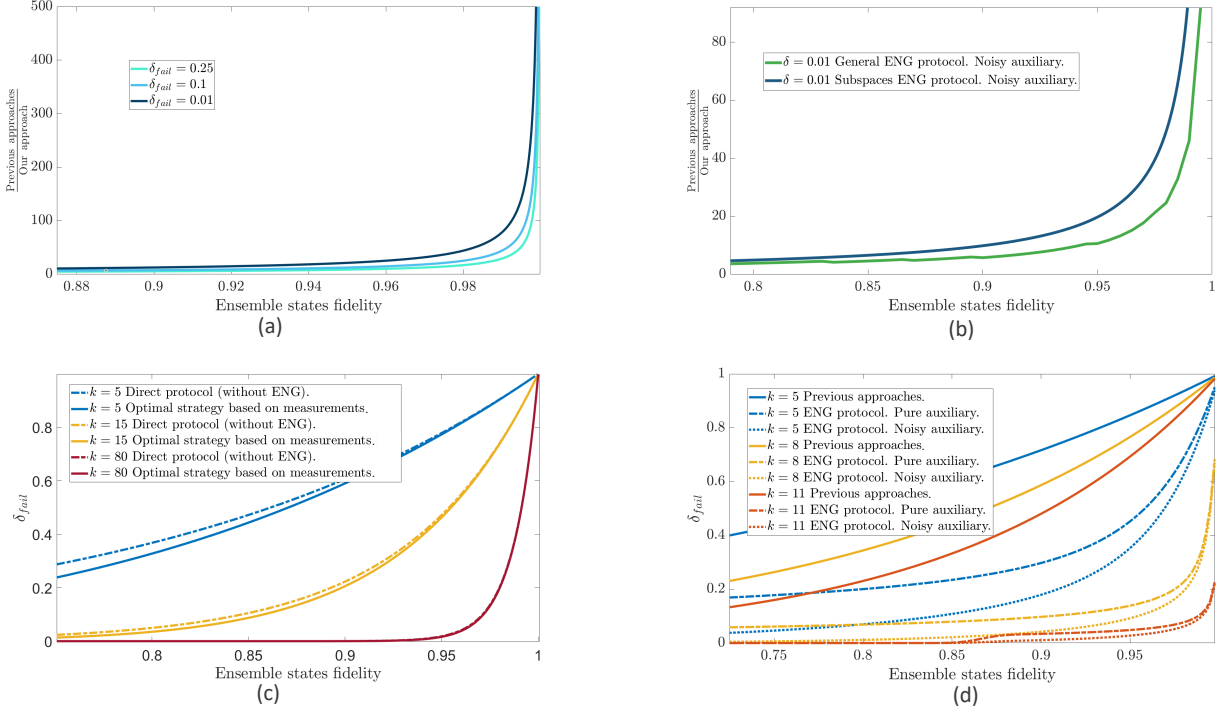 500
400
300
200
100
0
Previous approaches
Our approach
δ_fail = 0.25
δ_fail = 0.1
δ_fail = 0.01
0.88 0.9 0.92 0.94 0.96 0.98
Ensemble states fidelity
(a)
80
60
40
20
0
Previous approaches
Our approach
δ = 0.01 General ENG protocol. Noisy auxiliary.
δ = 0.01 Subspaces ENG protocol. Noisy auxiliary.
0.8 0.85 0.9 0.95 1
Ensemble states fidelity
(b)
0.8
0.6
0.4
0.2
0
δ_fail
k = 5 Direct protocol (without ENG).
k = 5 Optimal strategy based on measurements.
k = 15 Direct protocol (without ENG).
k = 15 Optimal strategy based on measurements.
k = 80 Direct protocol (without ENG).
k = 80 Optimal strategy based on measurements.
0.8 0.85 0.9 0.95 1
Ensemble states fidelity
(c)
1
0.8
0.6
0.4
0.2
0
δ_fail
k = 5 Previous approaches.
k = 5 ENG protocol. Pure auxiliary.
k = 5 ENG protocol. Noisy auxiliary.
k = 8 Previous approaches.
k = 8 ENG protocol. Pure auxiliary.
k = 8 ENG protocol. Noisy auxiliary.
k = 11 Previous approaches.
k = 11 ENG protocol. Pure auxiliary.
k = 11 ENG protocol. Noisy auxiliary.
0.75 0.8 0.85 0.9 0.95
Ensemble states fidelity
(d)